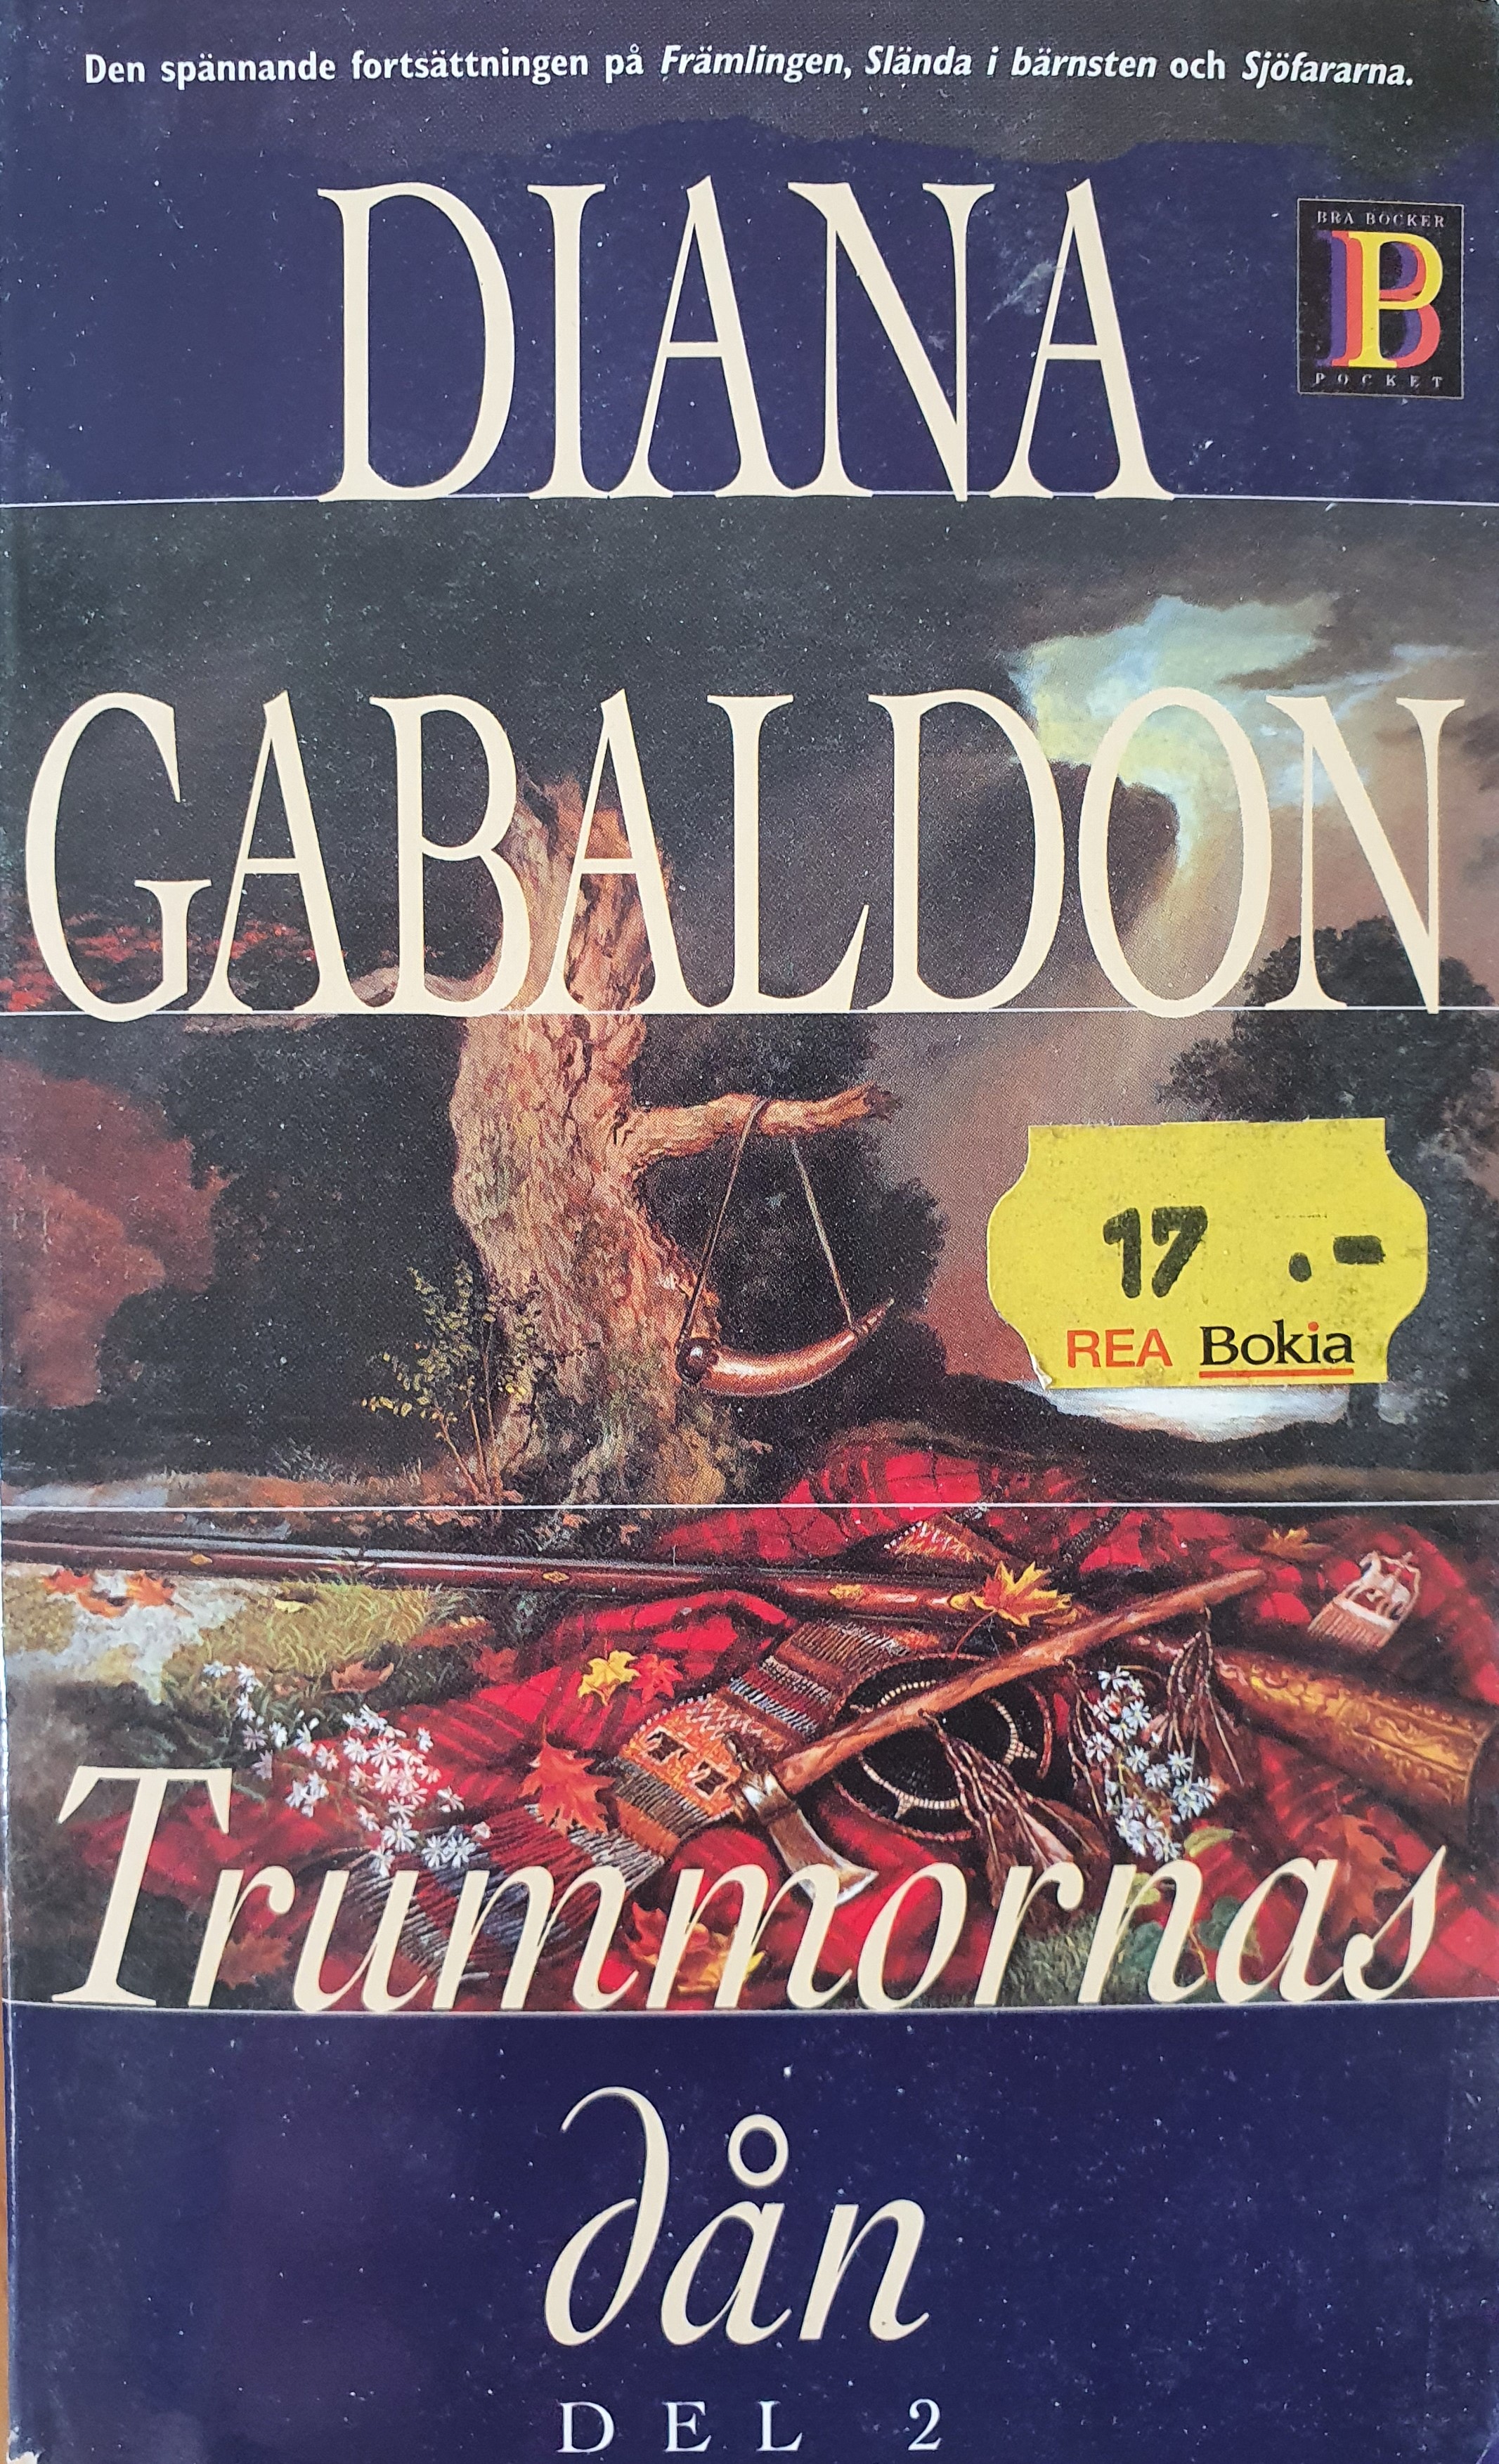 Den spännande fortsättningen på Främlingen, Slända i bärnsten och Sjöfararna.
DIANA
BRA BÖCKER
B
POCKET
GABALDON
17 .-
REA Bokia
Trummornas
dån
DEL 2